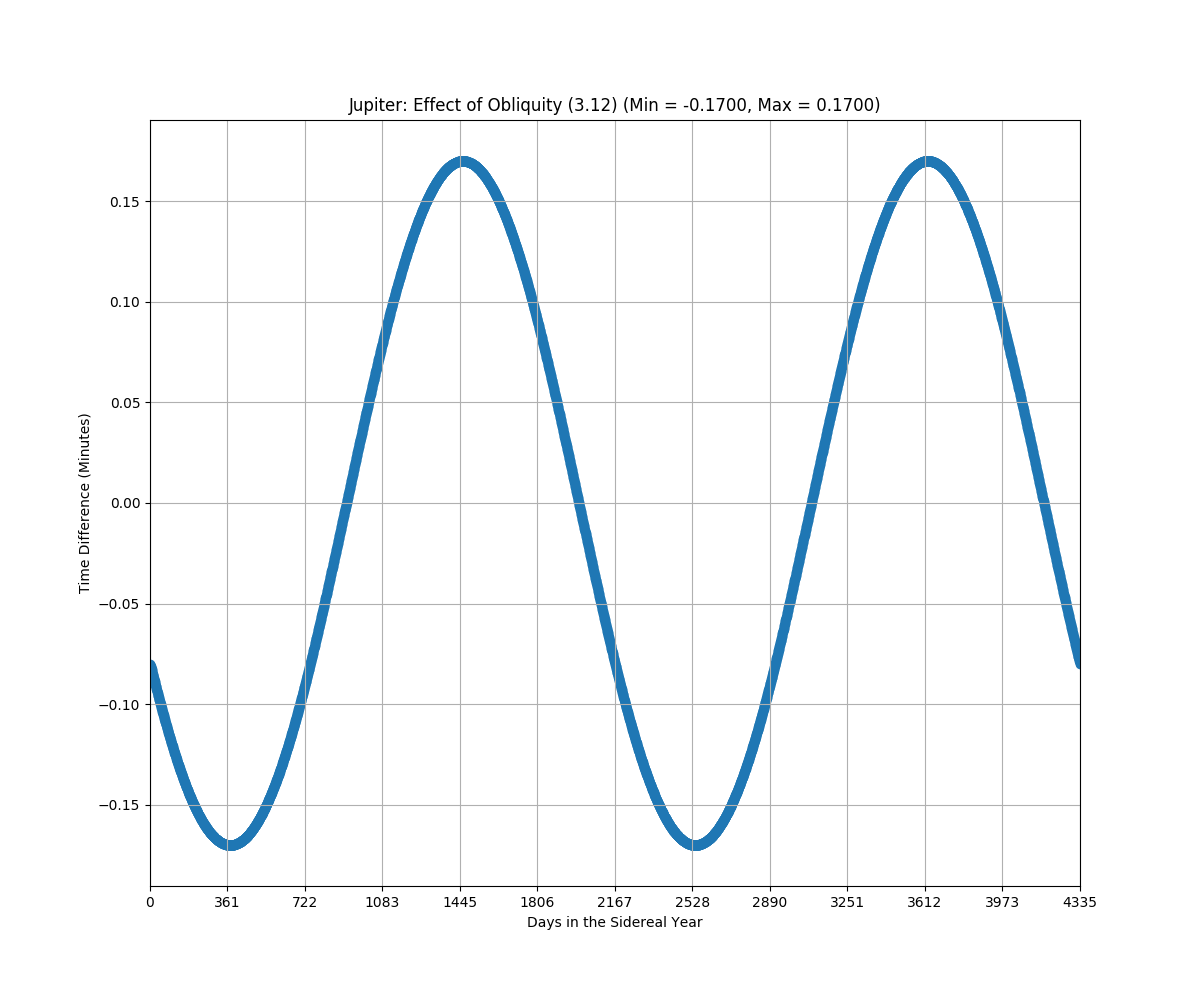 Jupiter: Effect of Obliquity (3.12) (Min = -0.1700, Max = 0.1700)
0.15
0.10
0.05
0.00
−0.05
−0.10
−0.15
Time Difference (Minutes)
0 361 722 1083 1445 1806 2167 2528 2890 3251 3612 3973 4335
Days in the Sidereal Year